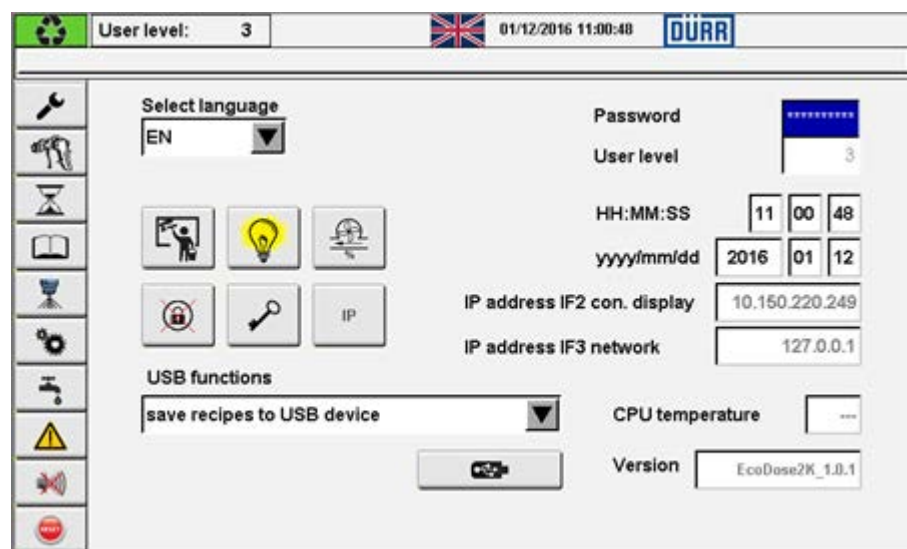 User level: 3 01/12/2016 11:00:48 DÜRR
Select language
EN
Password **********
User level 3
HH:MM:SS 11 00 48
yyyy/mm/dd 2016 01 12
IP address IF2 con. display 10.150.220.249
IP
IP address IF3 network 127.0.0.1
USB functions
save recipes to USB device
CPU temperature ---
Version EcoDose2K_1.0.1
RESET